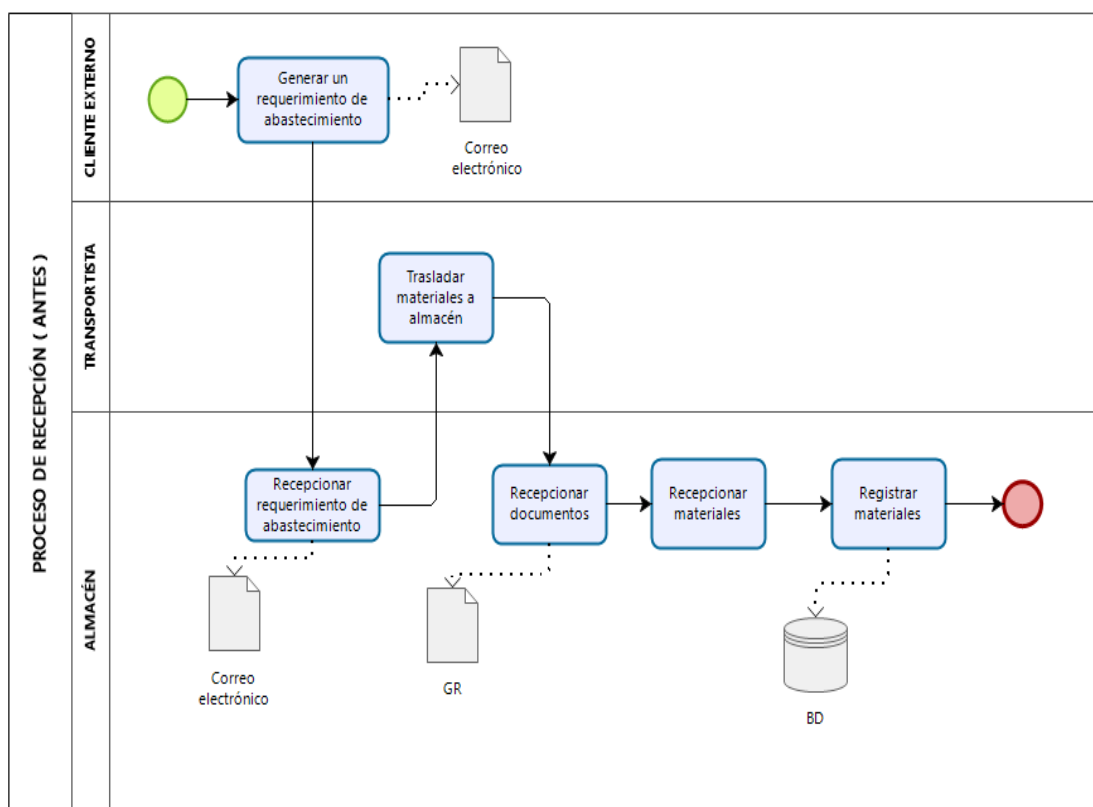 PROCESO DE RECEPCIÓN ( ANTES )
CLIENTE EXTERNO
Generar un
requerimiento de
abastecimiento
Correo
electrónico
TRANSPORTISTA
Trasladar
materiales a
almacén
ALMACÉN
Recepcionar
requerimiento de
abastecimiento
Recepcionar
documentos
Recepcionar
materiales
Registrar
materiales
Correo
electrónico
GR
BD